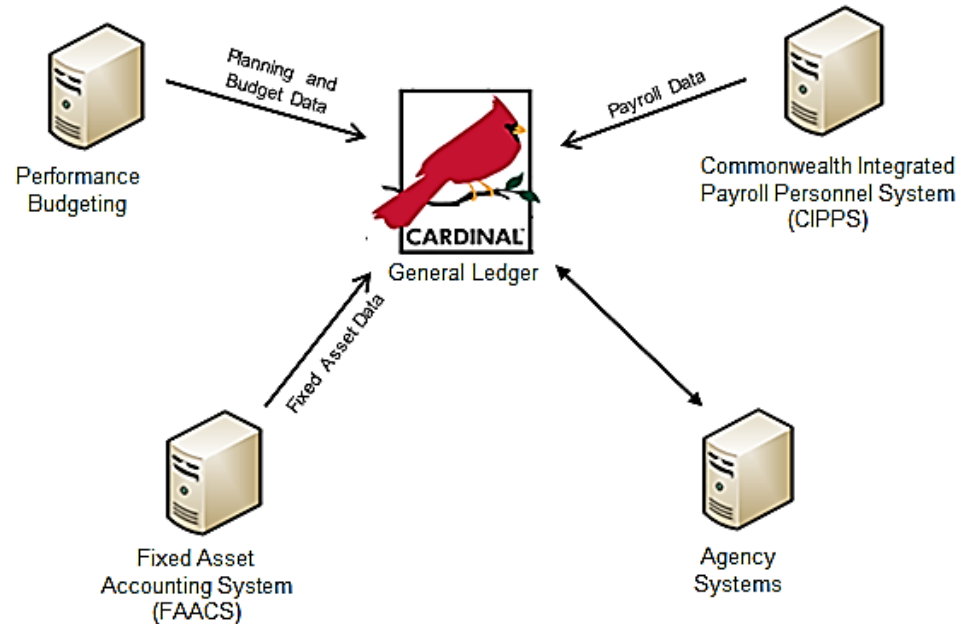 Planning and
Budget Data
Payroll Data
Performance
Budgeting
CARDINAL™
General Ledger
Commonwealth Integrated
Payroll Personnel System
(CIPPS)
Fixed Asset Data
Fixed Asset
Accounting System
(FAACS)
Agency
Systems